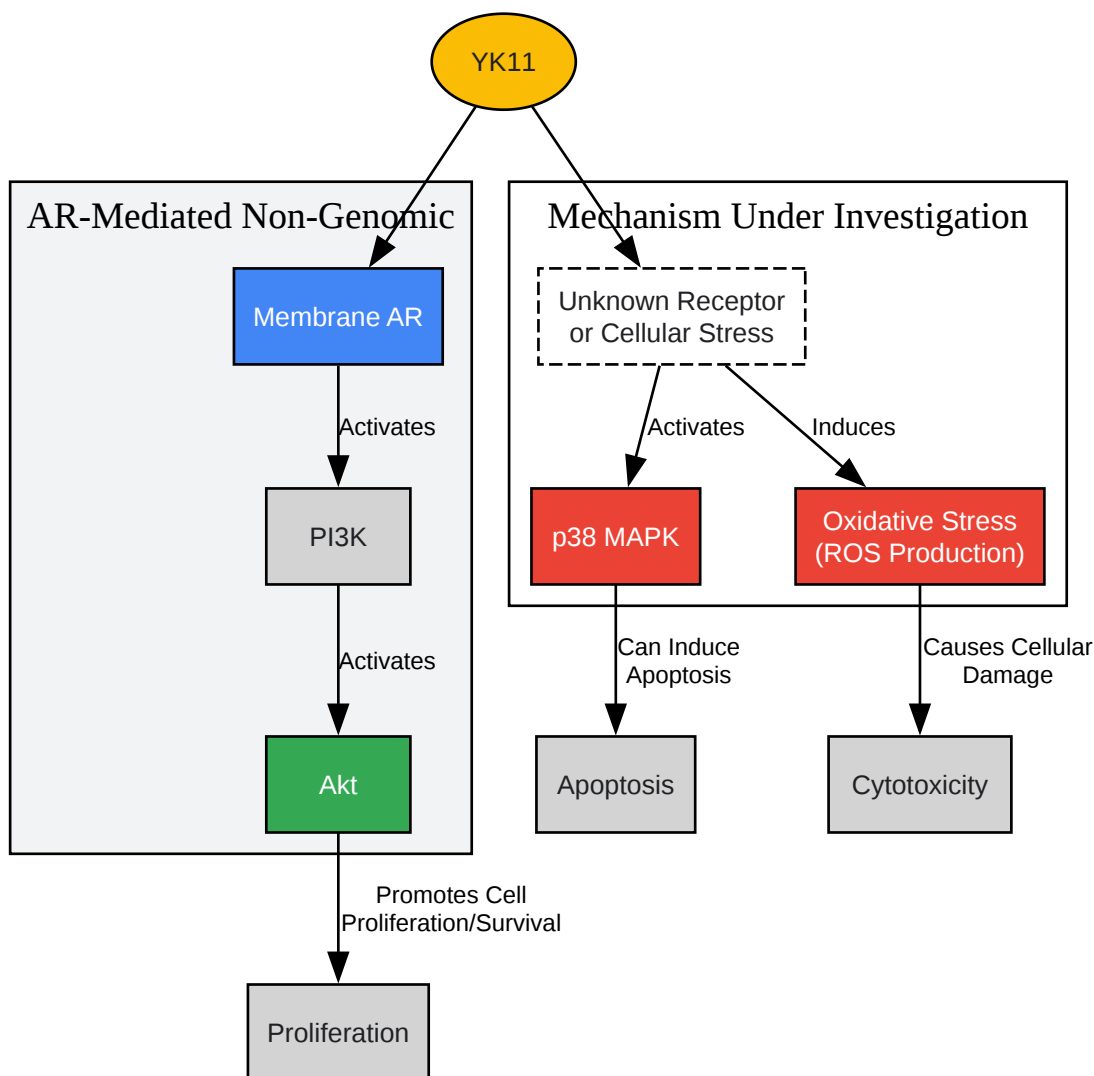 YK11
AR-Mediated Non-Genomic
Mechanism Under Investigation
Membrane AR
Unknown Receptor
or Cellular Stress
Activates
Activates
Induces
PI3K
p38 MAPK
Oxidative Stress
(ROS Production)
Activates
Can Induce
Apoptosis
Causes Cellular
Damage
Akt
Apoptosis
Cytotoxicity
Promotes Cell
Proliferation/Survival
Proliferation